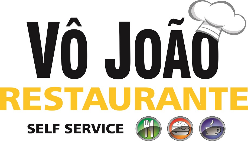 Vô João
RESTAURANTE
SELF SERVICE